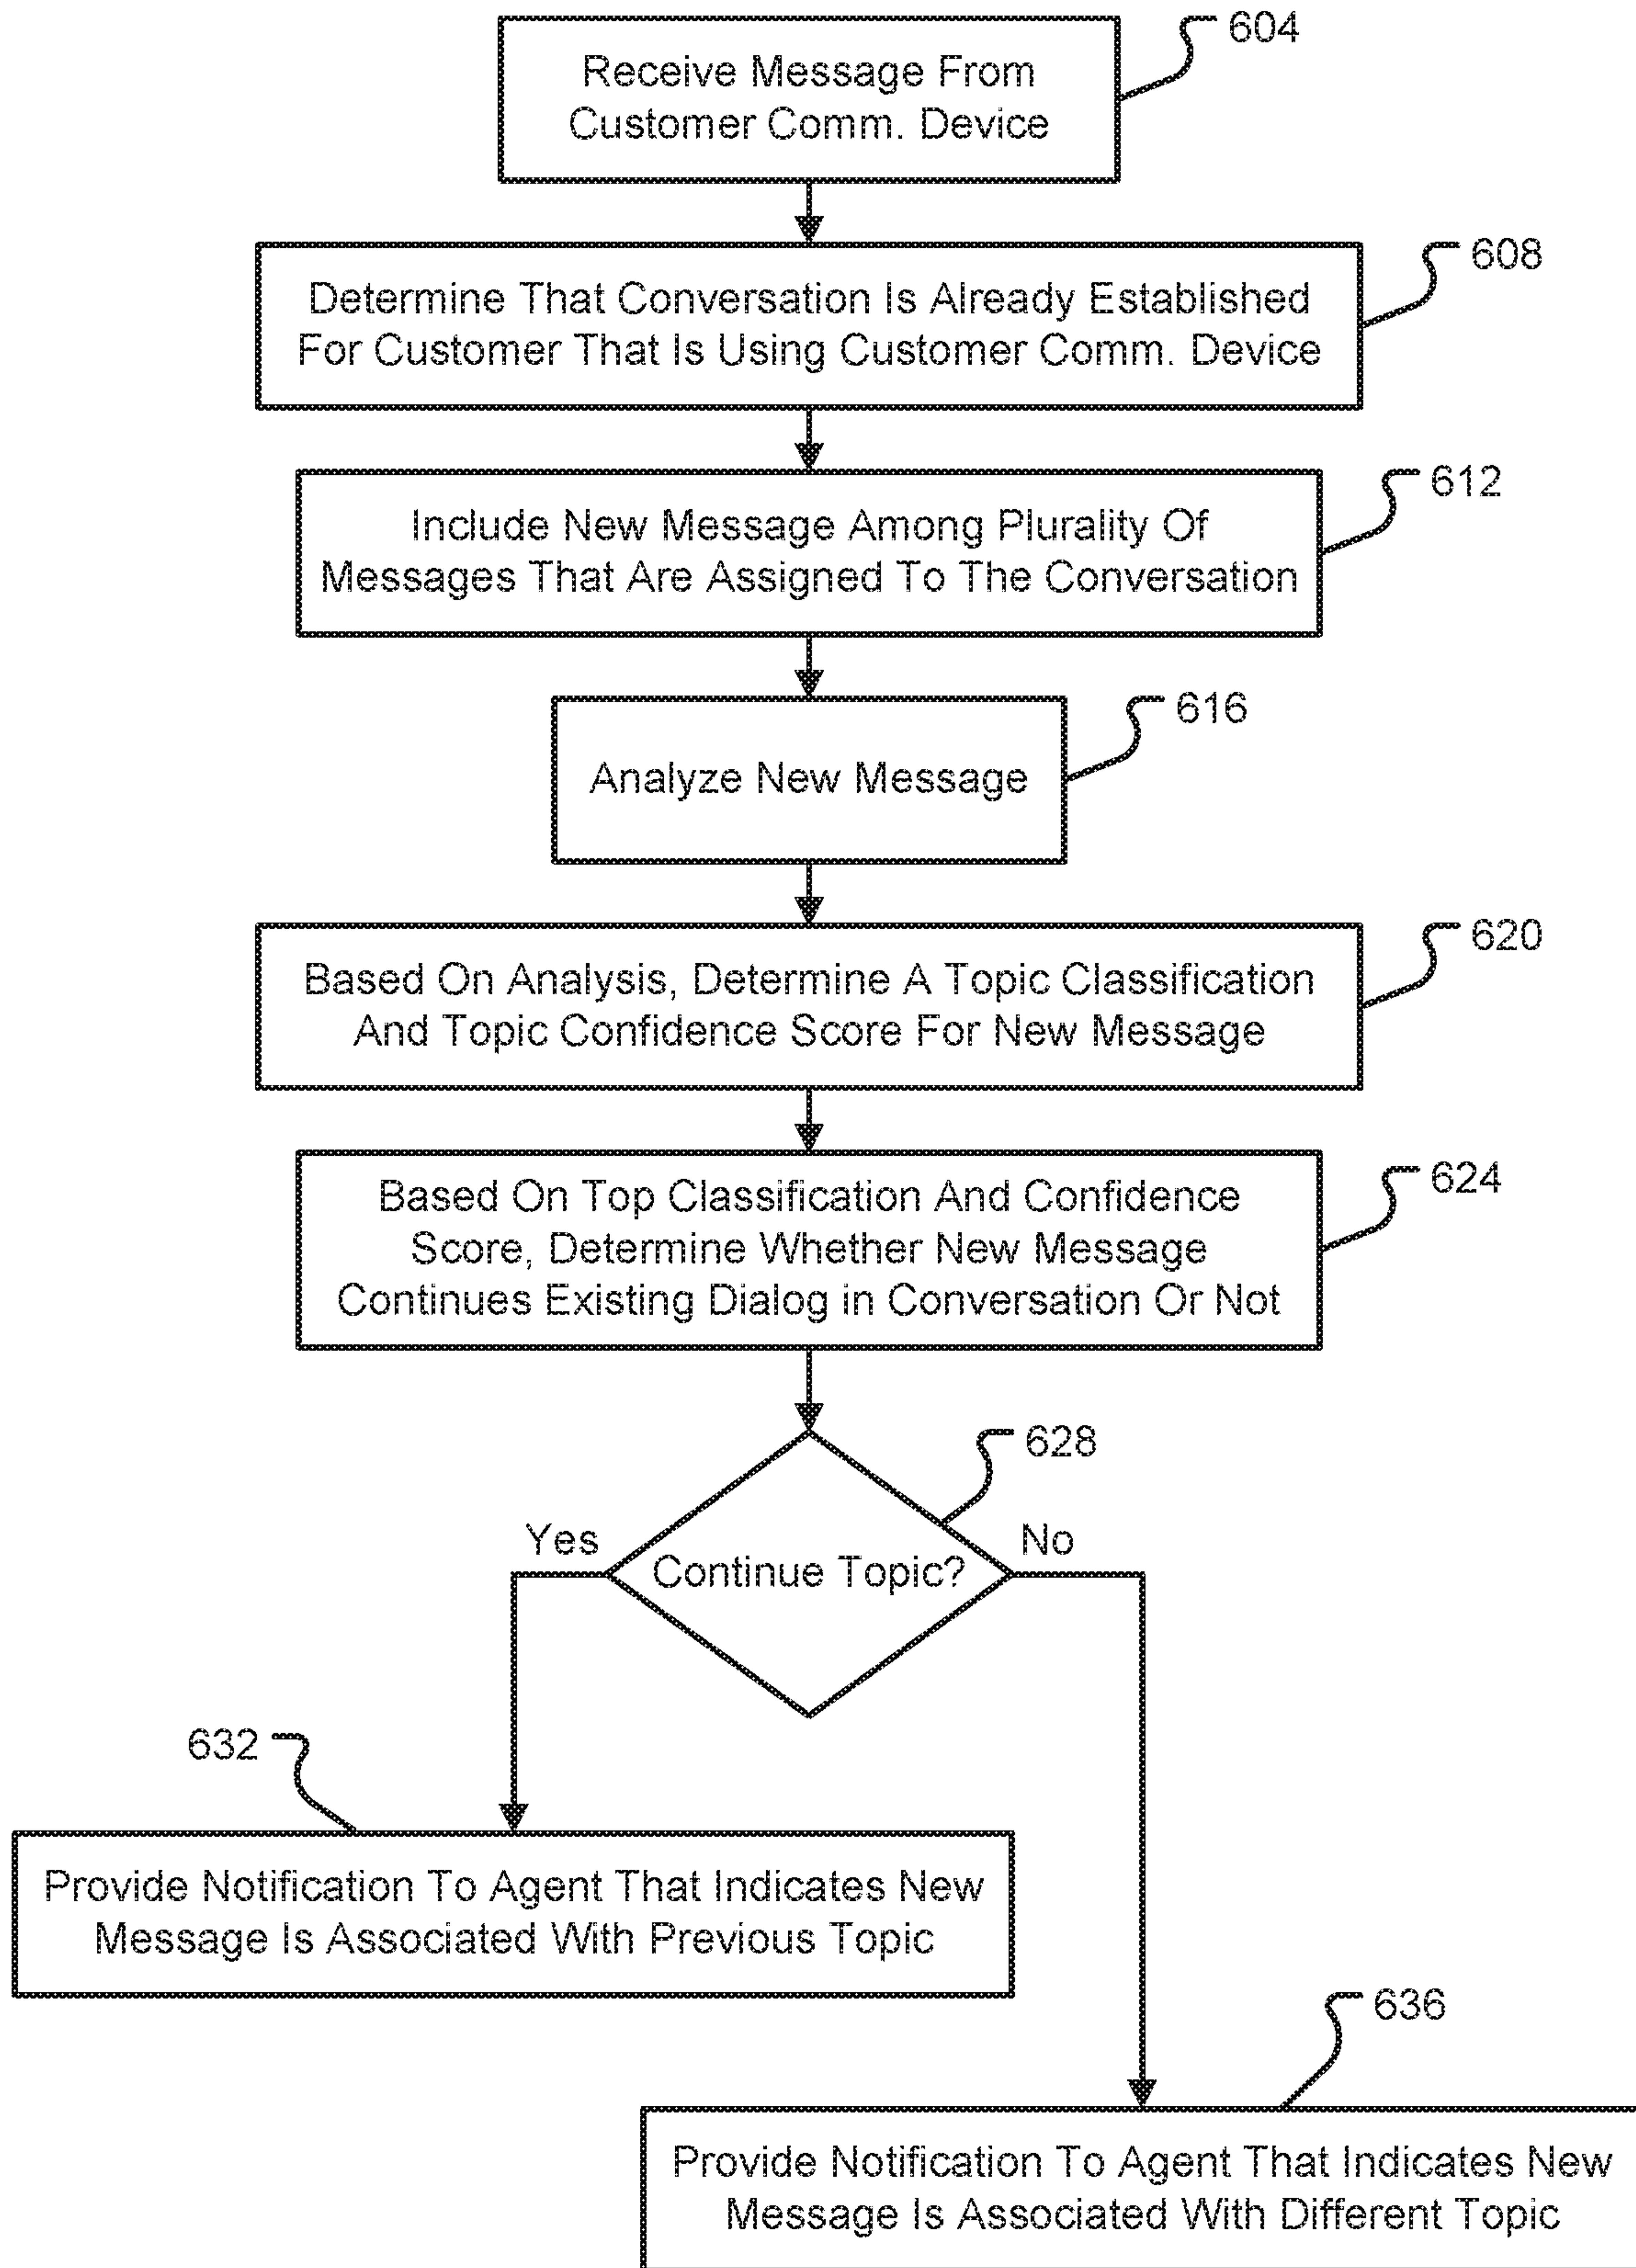 604
Receive Message From
Customer Comm. Device
608
Determine That Conversation Is Already Established
For Customer That Is Using Customer Comm. Device
612
Include New Message Among Plurality Of
Messages That Are Assigned To The Conversation
616
Analyze New Message
620
Based On Analysis, Determine A Topic Classification
And Topic Confidence Score For New Message
624
Based On Top Classification And Confidence
Score, Determine Whether New Message
Continues Existing Dialog in Conversation Or Not
628
Yes
No
Continue Topic?
632
Provide Notification To Agent That Indicates New
Message Is Associated With Previous Topic
636
Provide Notification To Agent That Indicates New
Message Is Associated With Different Topic